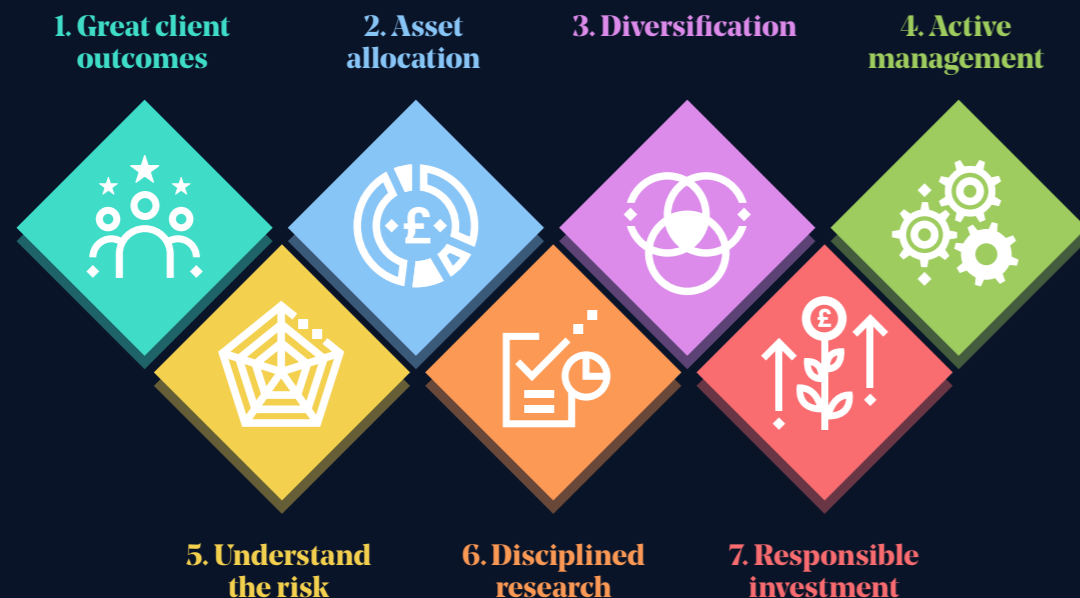 1. Great client
outcomes
2. Asset
allocation
3. Diversification
4. Active
management
£
£
5. Understand
the risk
6. Disciplined
research
7. Responsible
investment